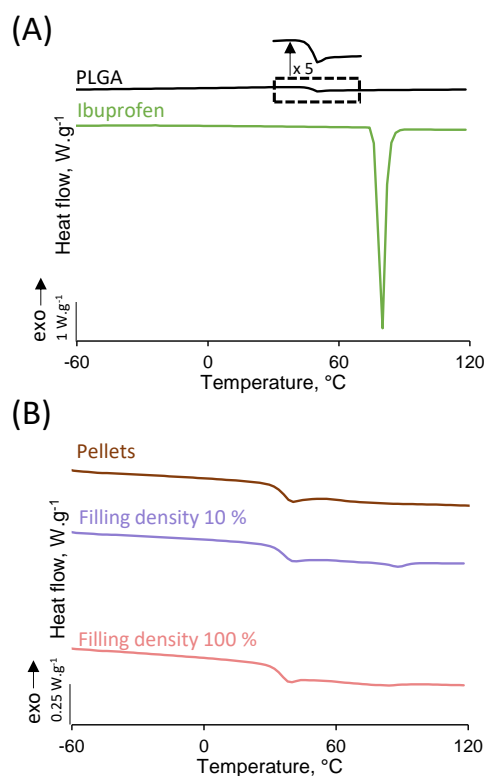 (A)
x 5
PLGA
Ibuprofen
Heat flow, W.g-1
exo
1 W.g-1
-60
0
60
120
Temperature, °C
(B)
Pellets
Filling density 10 %
Heat flow, W.g-1
Filling density 100 %
exo
0.25 W.g-1
-60
0
60
120
Temperature, °C